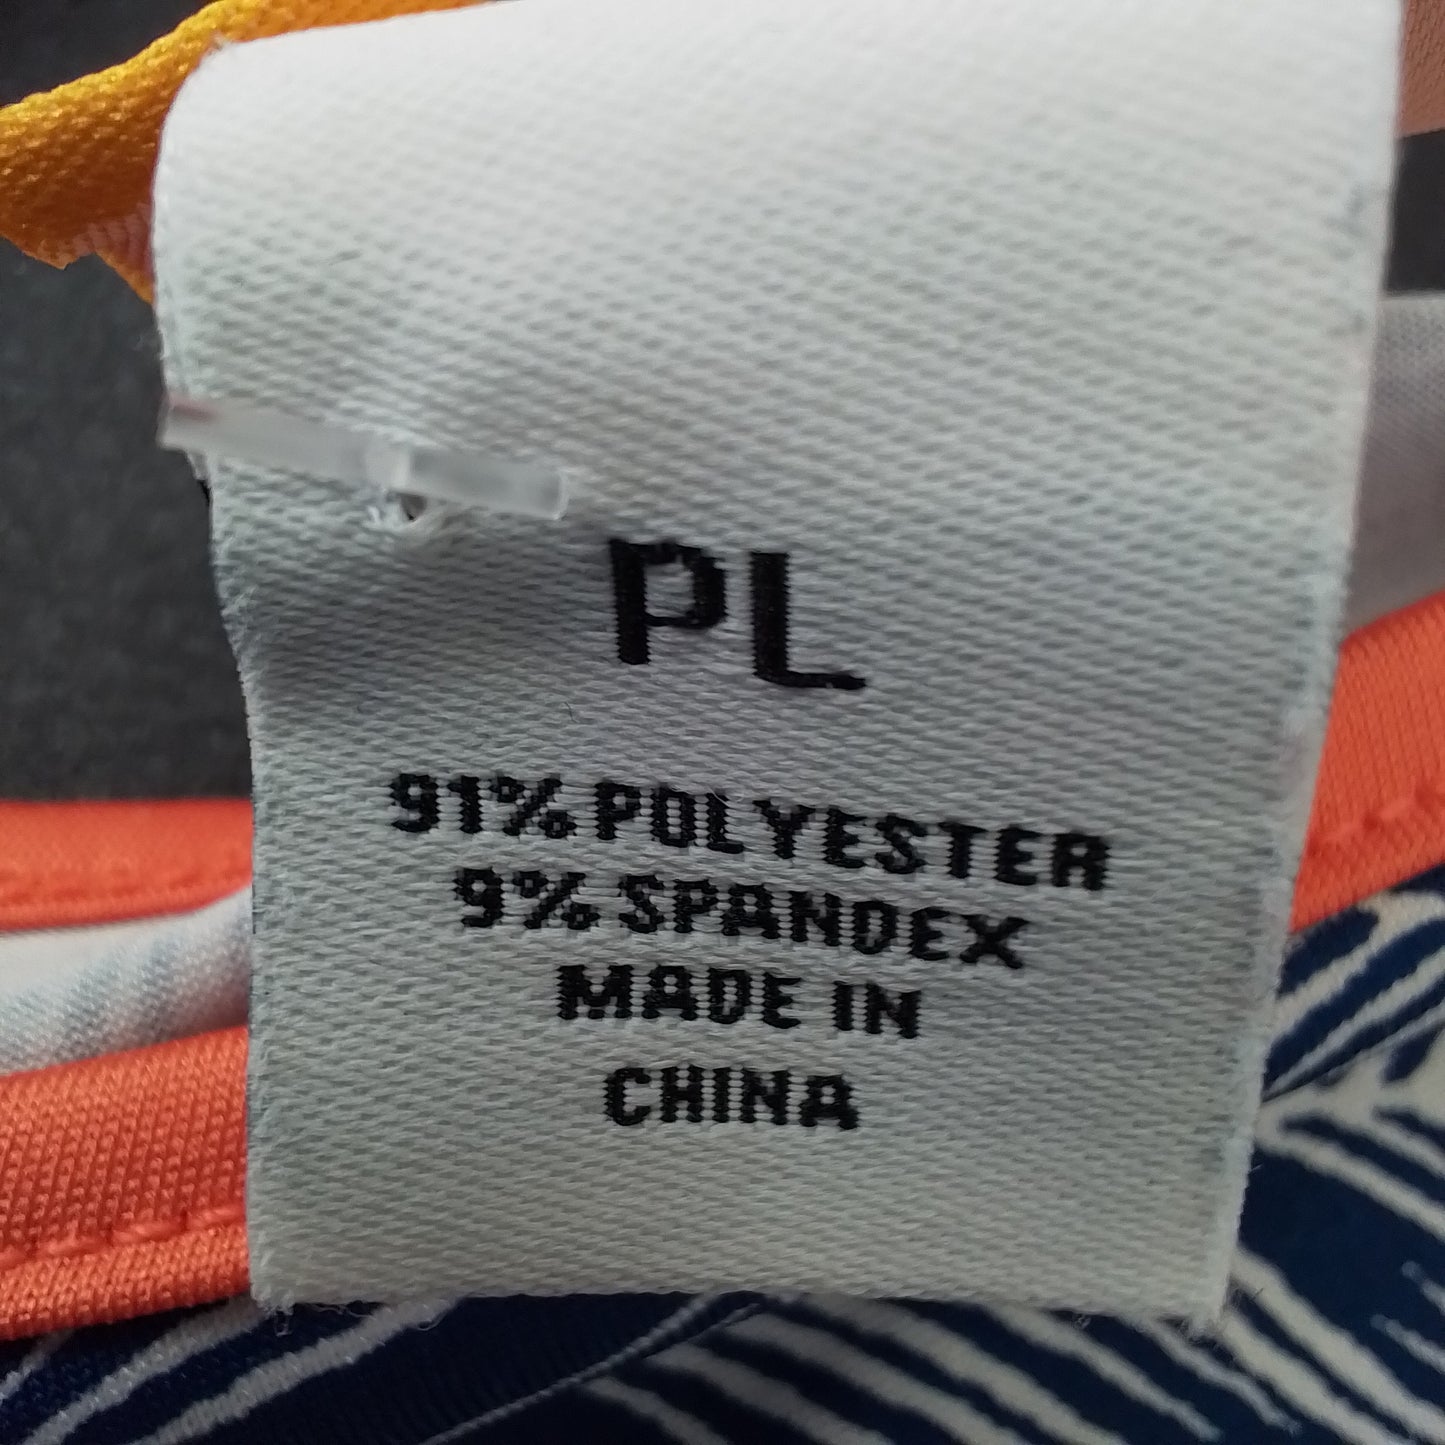 PL
91% POLYESTER
9% SPANDEX
MADE IN
CHINA